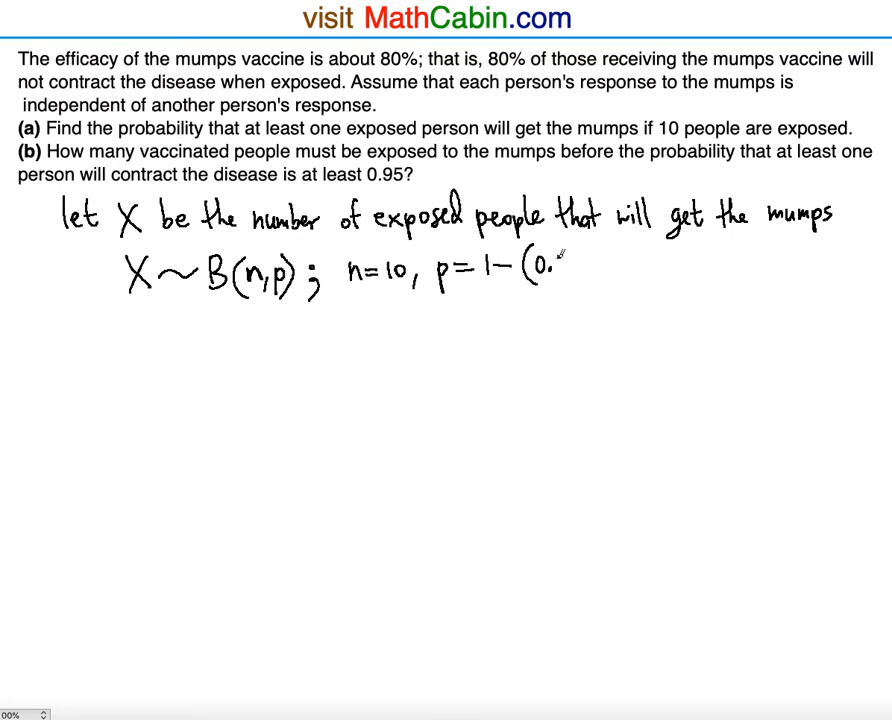 visit MathCabin.com
The efficacy of the mumps vaccine is about 80%; that is, 80% of those receiving the mumps vaccine will
not contract the disease when exposed. Assume that each person's response to the mumps is
independent of another person's response.
(a) Find the probability that at least one exposed person will get the mumps if 10 people are exposed.
(b) How many vaccinated people must be exposed to the mumps before the probability that at least one
person will contract the disease is at least 0.95?
let X be the number of exposed people that will get the mumps
X ~ B(n,p) ; n=10, p= 1-(0.
00%